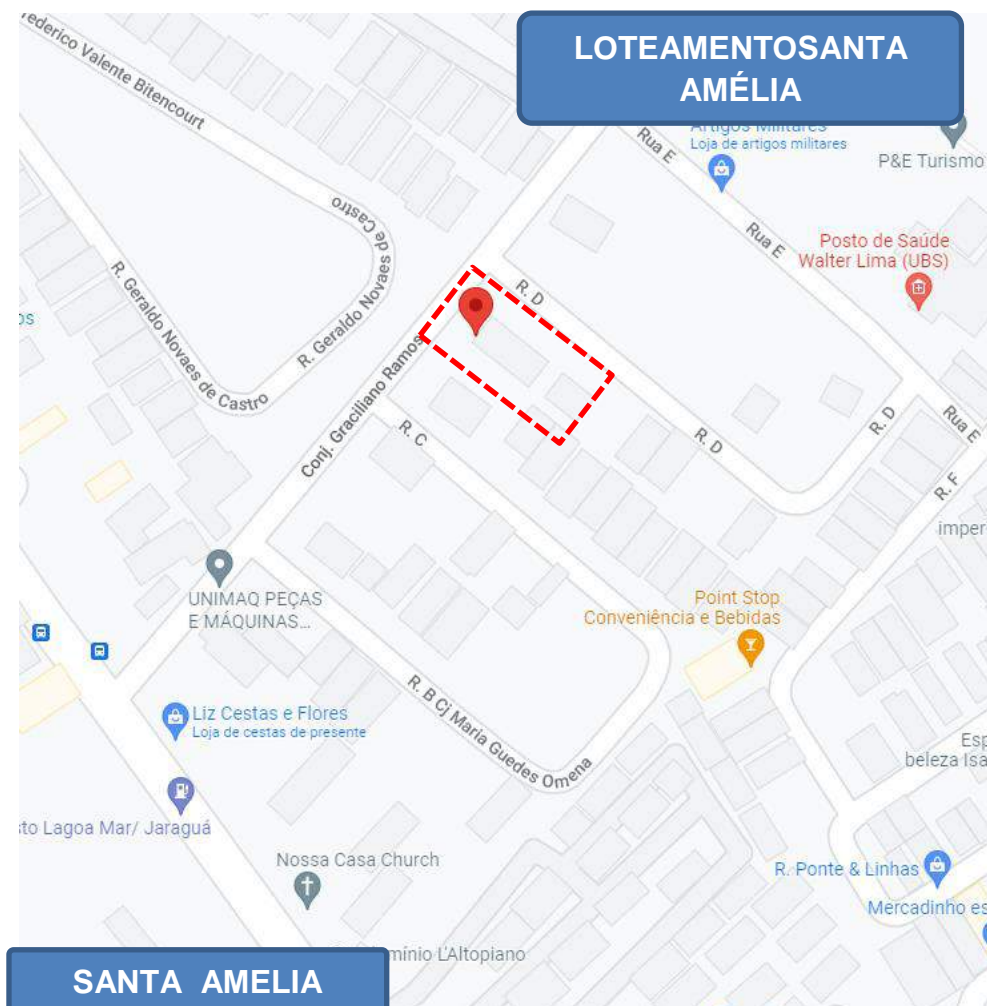 LOTEAMENTOSANTA
AMÉLIA
Frederico Valente Bitencourt
Artigos Militares
Loja de artigos militares
Rua E
P&E Turismo
Rua E
Posto de Saúde
Walter Lima (UBS)
R. Geraldo Novaes de Castro
R. Geraldo Novaes de Castro
R. D
Conj. Graciliano Ramos
R. C
R. D
R. D
Rua E
R. F
imper
UNIMAQ PEÇAS
E MÁQUINAS...
Point Stop
Conveniência e Bebidas
R. B Cj Maria Guedes Omena
Liz Cestas e Flores
Loja de cestas de presente
Esp
beleza Isa
sto Lagoa Mar/ Jaraguá
Nossa Casa Church
R. Ponte & Linhas
Mercadinho es
mínio L'Altopiano
SANTA AMELIA